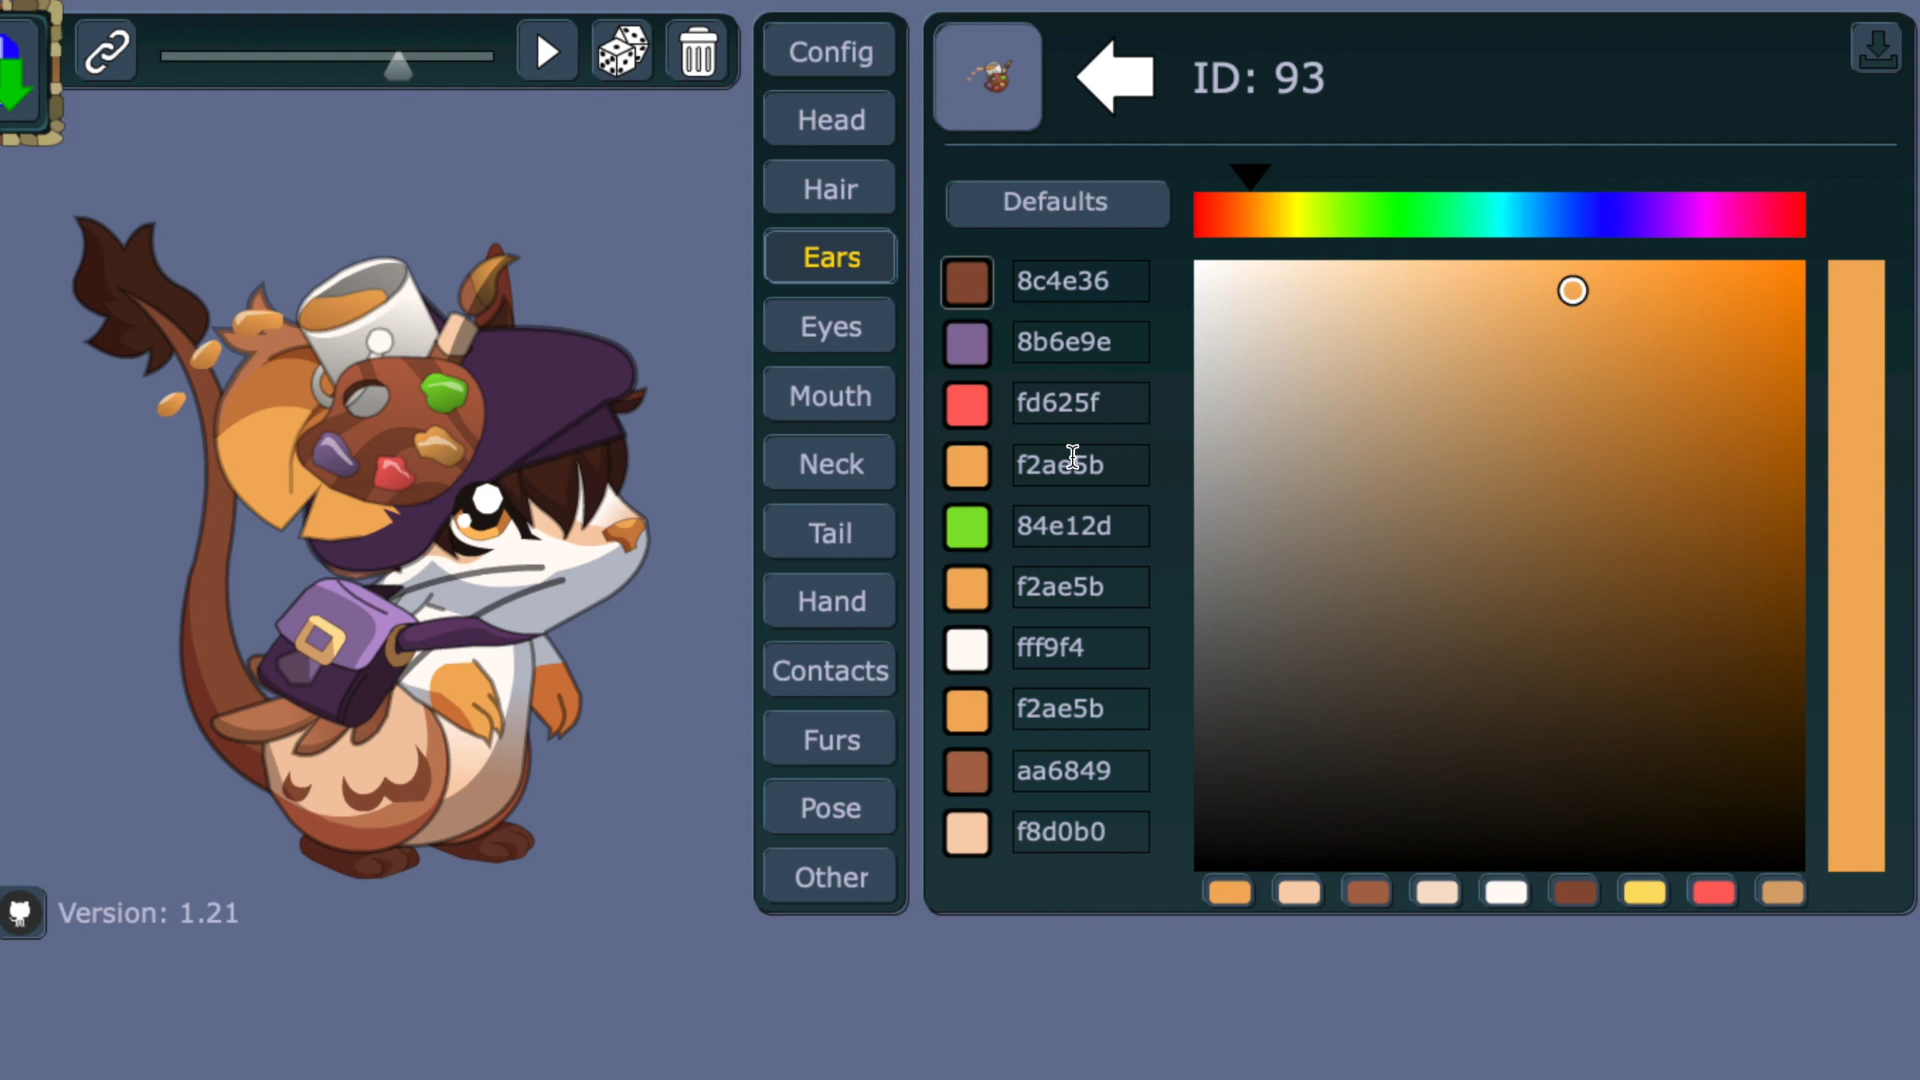 Config
Head
Hair
Ears
Eyes
Mouth
Neck
Tail
Hand
Contacts
Furs
Pose
Other
ID: 93
Defaults
8c4e36
8b6e9e
fd625f
f2ae5b
84e12d
f2ae5b
fff9f4
f2ae5b
aa6849
f8d0b0
Version: 1.21